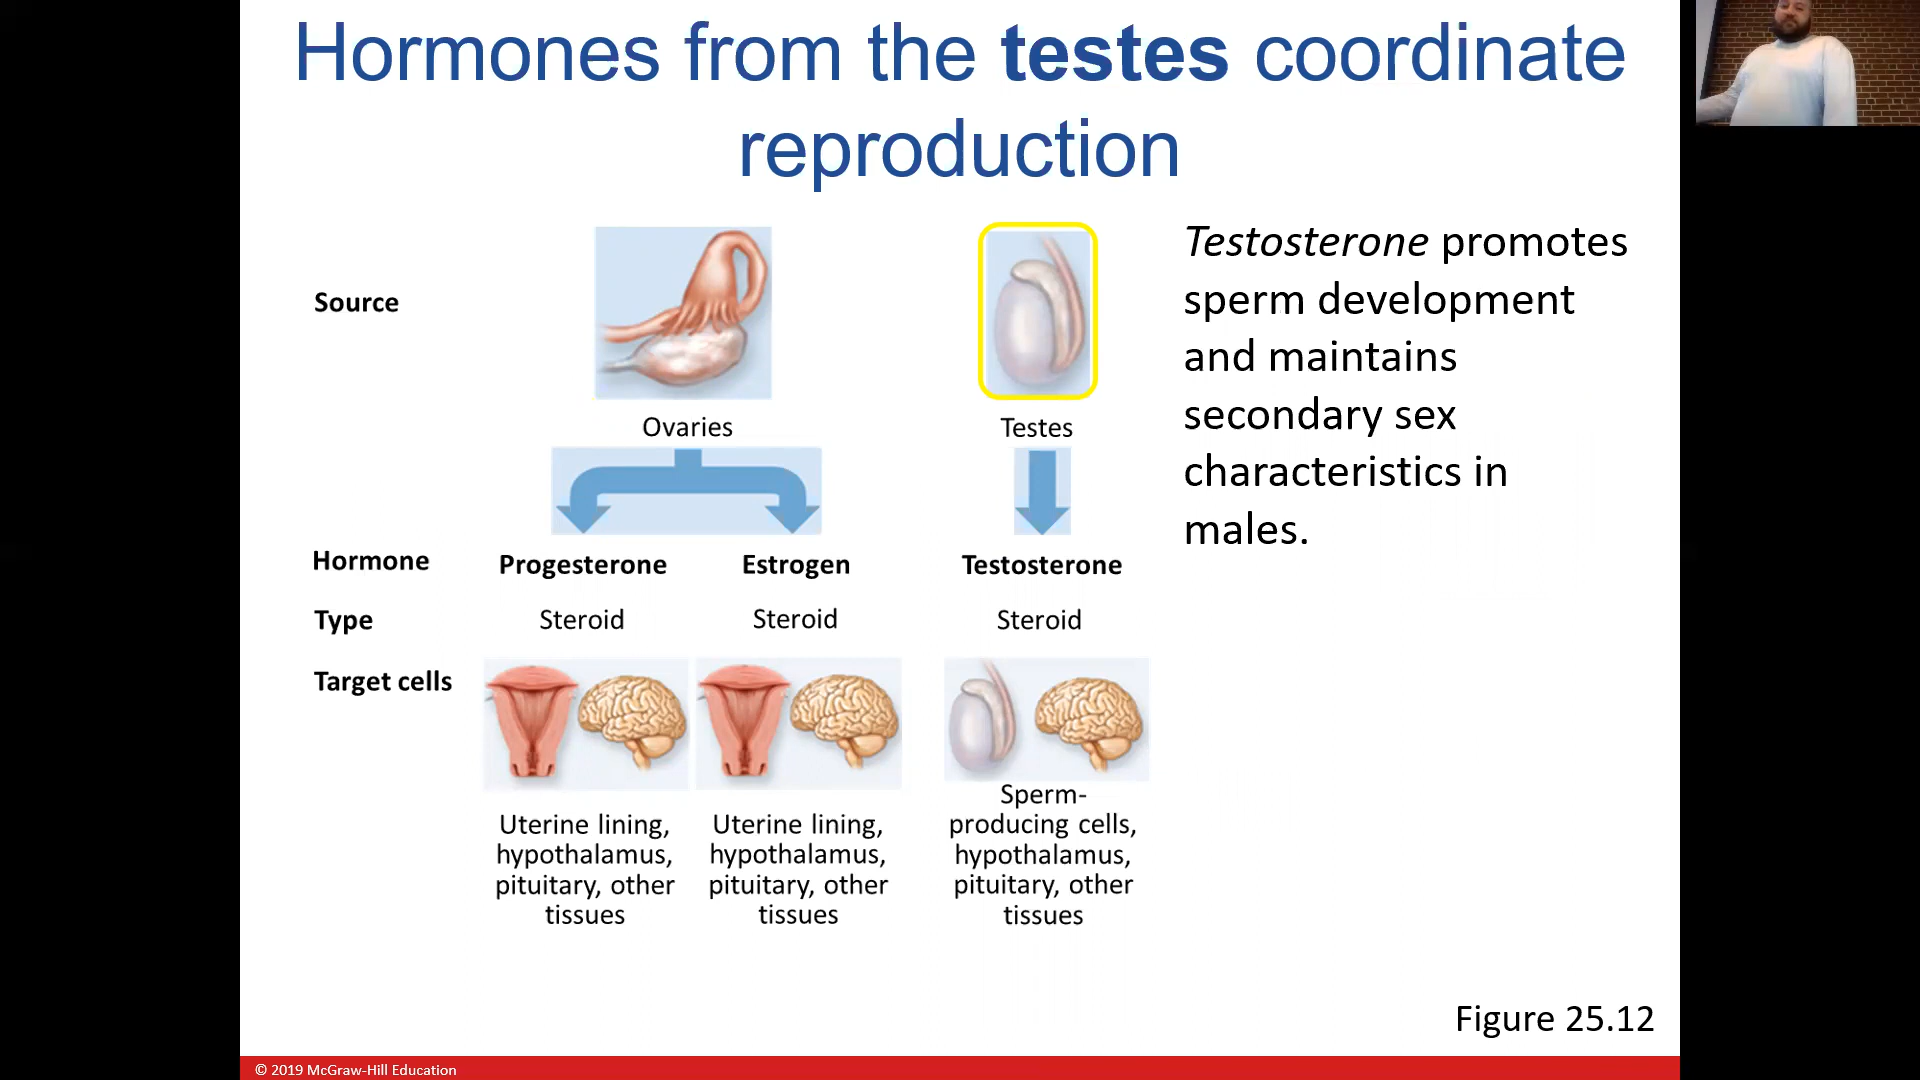 Hormones from the testes coordinate
reproduction
Source
Ovaries
Testes
Testosterone promotes
sperm development
and maintains
secondary sex
characteristics in
males.
Hormone
Progesterone
Estrogen
Testosterone
Type
Steroid
Steroid
Steroid
Target cells
Uterine lining,
hypothalamus,
pituitary, other
tissues
Uterine lining,
hypothalamus,
pituitary, other
tissues
Sperm-
producing cells,
hypothalamus,
pituitary, other
tissues
Figure 25.12
© 2019 McGraw-Hill Education